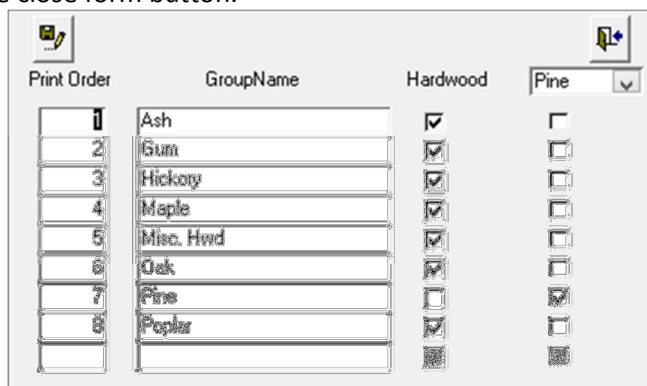 e close form button.
Print Order GroupName Hardwood Pine
1 Ash
2 Gum
3 Hickory
4 Maple
5 Misc. Hwd
6 Oak
7 Pine
8 Poplar